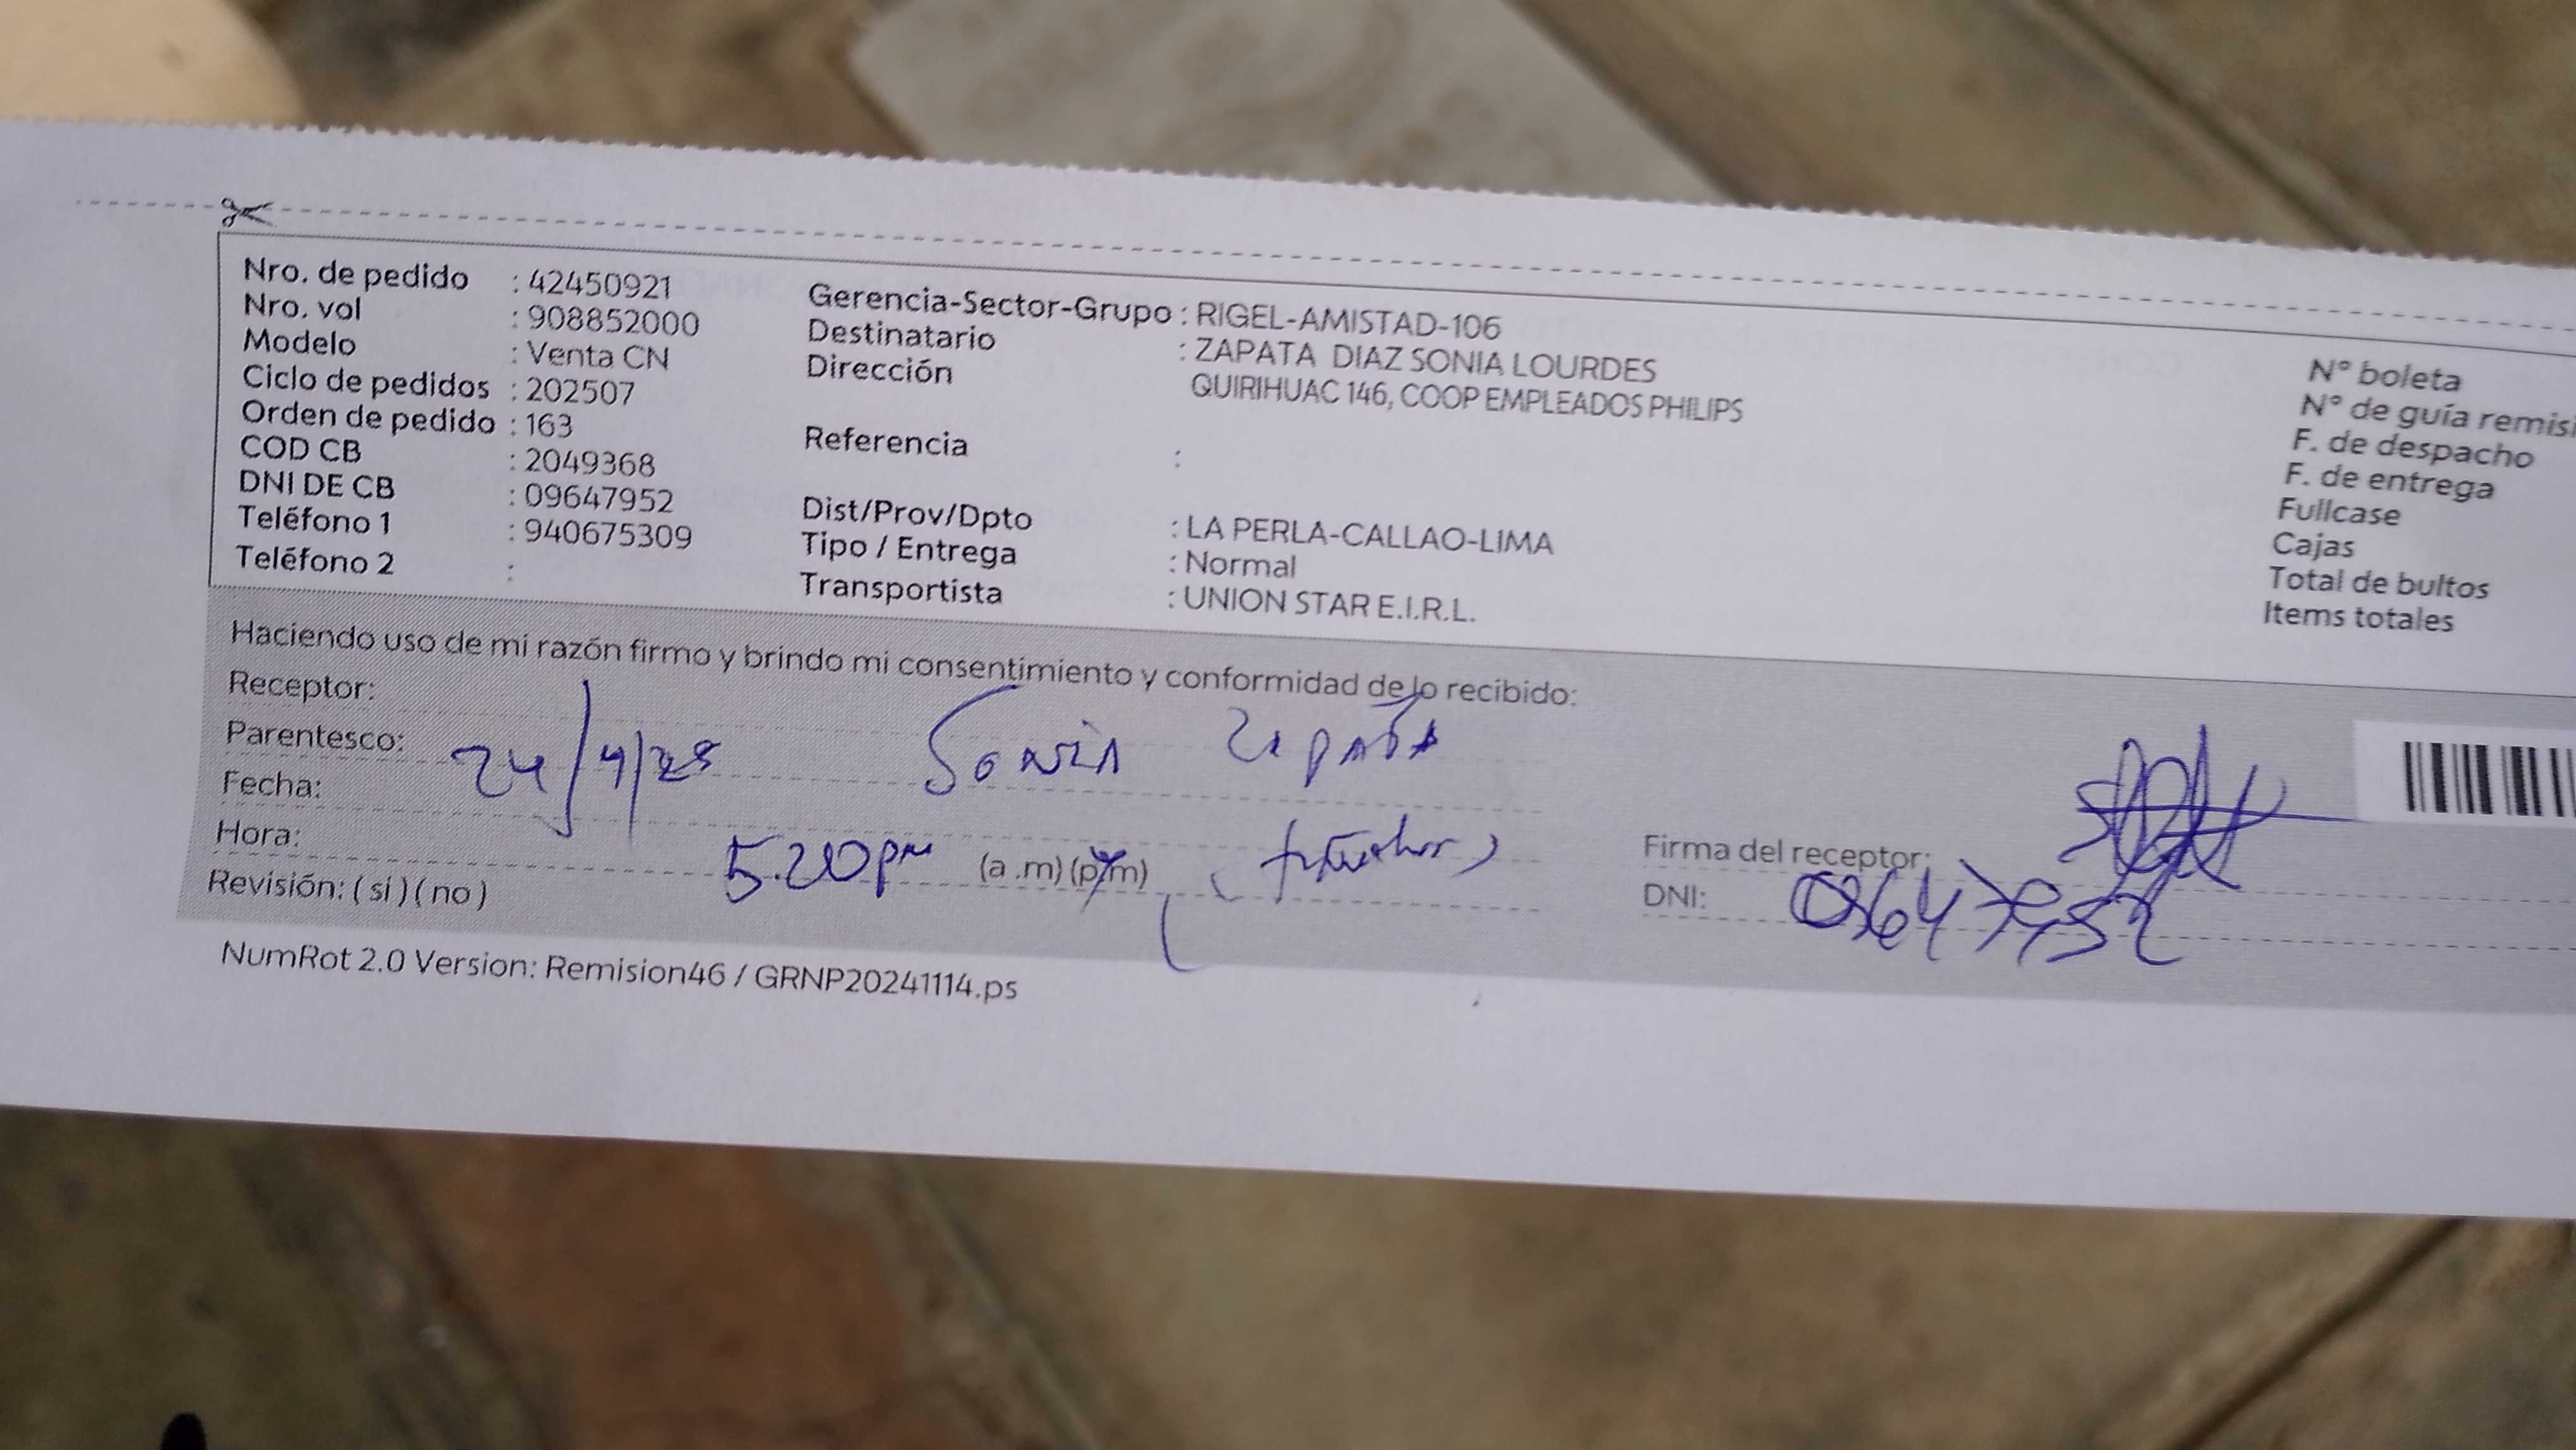 Nro. de pedido : 42450921
Nro. vol : 908852000
Modelo : Venta CN
Ciclo de pedidos : 202507
Orden de pedido : 163
COD CB : 2049368
DNI DE CB : 09647952
Teléfono 1 : 940675309
Teléfono 2 :
Gerencia-Sector-Grupo : RIGEL-AMISTAD-106
Destinatario : ZAPATA DIAZ SONIA LOURDES
Dirección QUIRIHUAC 146, COOP EMPLEADOS PHILIPS
Referencia :
Dist/Prov/Dpto : LA PERLA-CALLAO-LIMA
Tipo / Entrega : Normal
Transportista : UNION STAR E.I.R.L.
N° boleta
N° de guía remisi
F. de despacho
F. de entrega
Fullcase
Cajas
Total de bultos
Items totales
Haciendo uso de mi razón firmo y brindo mi consentimiento y conformidad de lo recibido:
Receptor:
Parentesco: Sonia Zapata
Fecha: 24/4/25
Hora: 5.20 pm (a .m) (p.m)
Revisión: ( si ) ( no )
Firma del receptor:
DNI: 09647952
NumRot 2.0 Version: Remision46 / GRNP20241114.ps